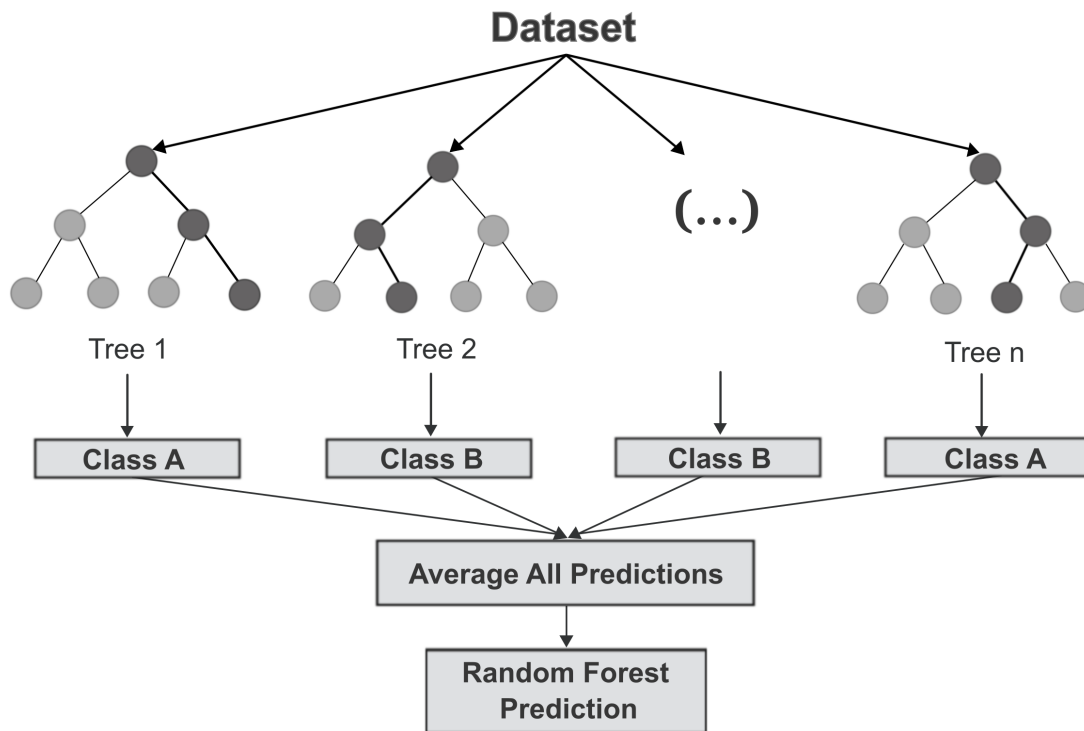 Dataset
(...)
Tree 1
Tree 2
Tree n
Class A
Class B
Class B
Class A
Average All Predictions
Random Forest
Prediction